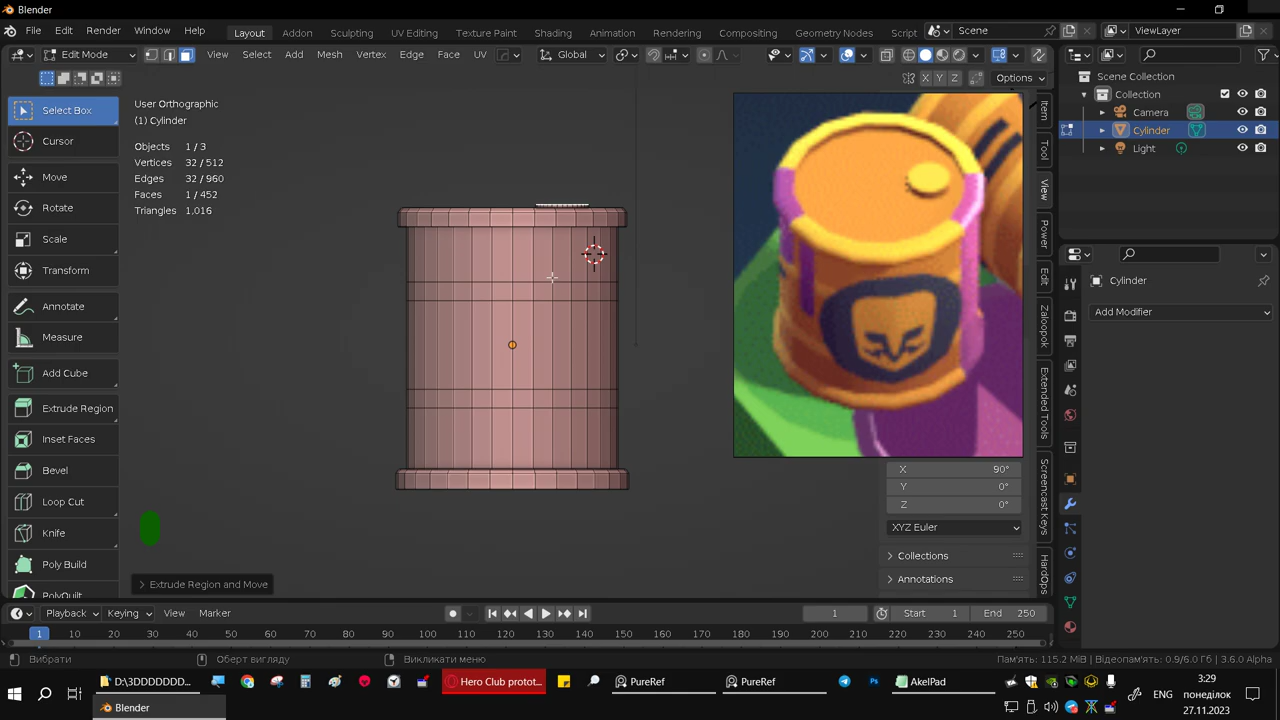 Blender
File Edit Render Window Help
Layout Addon Sculpting UV Editing Texture Paint Shading Animation Rendering Compositing Geometry Nodes Script
Scene
ViewLayer
Edit Mode
View Select Add Mesh Vertex Edge Face UV
Global
X Y Z
Options
Select Box
Cursor
Move
Rotate
Scale
Transform
Annotate
Measure
Add Cube
Extrude Region
Inset Faces
Bevel
Loop Cut
Knife
Poly Build
PolyQuilt
User Orthographic
(1) Cylinder
Objects 1 / 3
Vertices 32 / 512
Edges 32 / 960
Faces 1 / 452
Triangles 1,016
Extrude Region and Move
Item
Tool
View
Power
Edit
Zaloopok
Extended Tools
Screencast Keys
HardOps
X 90°
Y 0°
Z 0°
XYZ Euler
Collections
Annotations
Scene Collection
Collection
Camera
Cylinder
Light
Cylinder
Add Modifier
Playback Keying View Marker
1
Start 1
End 250
1 10 20 30 40 50 60 70 80 90 100 110 120 130 140 150 160 170 180 190 200 210 220 230 240 250
Вибрати
Оберт вигляду
Викликати меню
Пам'ять: 115.2 MiB | Відеопам'ять: 0.9/6.0 Гі | 3.6.0 Alpha
D:\3DDDDDDD...
Hero Club protot...
PureRef
PureRef
AkelPad
Blender
ENG
3:29
понеділок
27.11.2023